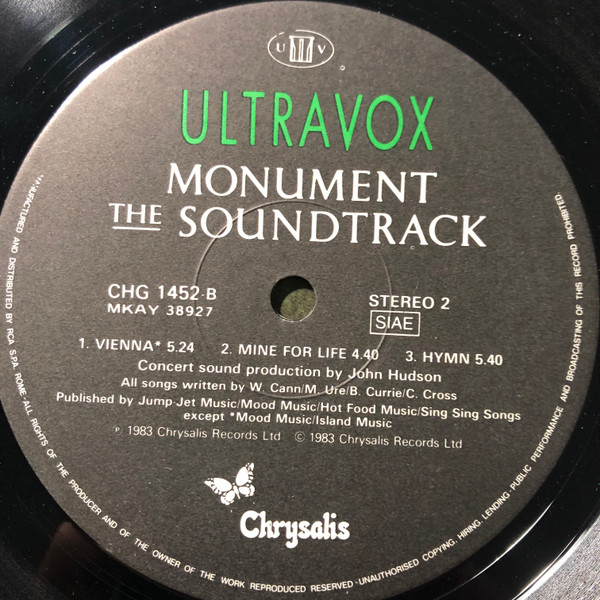 U V
ULTRAVOX
MONUMENT
THE SOUNDTRACK
CHG 1452·B
MKAY 38927
STEREO 2
SIAE
1. VIENNA* 5.24 2. MINE FOR LIFE 4.40 3. HYMN 5.40
Concert sound production by John Hudson
All songs written by W. Cann/M. Ure/B. Currie/C. Cross
Published by Jump-Jet Music/Mood Music/Hot Food Music/Sing Sing Songs
except *Mood Music/Island Music
℗ 1983 Chrysalis Records Ltd © 1983 Chrysalis Records Ltd
Chrysalis
MANUFACTURED AND DISTRIBUTED BY RCA S.P.A. ROME-ALL RIGHTS OF THE PRODUCER AND OF THE OWNER OF THE WORK REPRODUCED RESERVED-UNAUTHORISED COPYING, HIRING, LENDING-PUBLIC PERFORMANCE AND BROADCASTING OF THIS RECORD PROHIBITED.